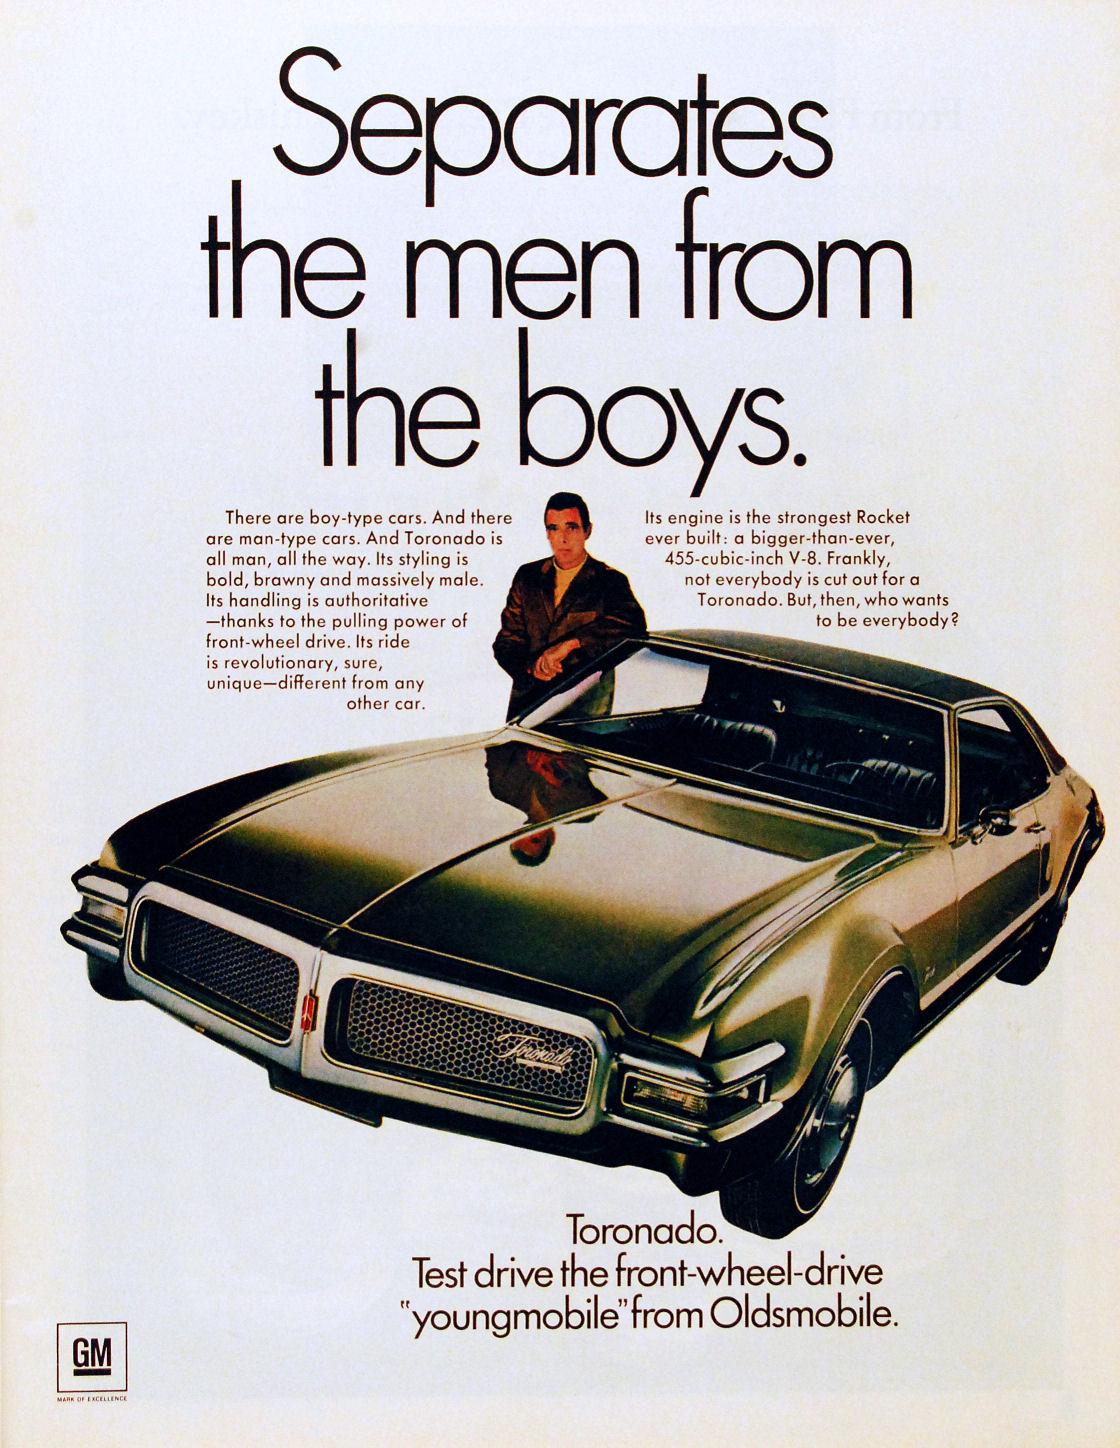 Separates
the men from
the boys.
There are boy-type cars. And there
are man-type cars. And Toronado is
all man, all the way. Its styling is
bold, brawny and massively male.
Its handling is authoritative
—thanks to the pulling power of
front-wheel drive. Its ride
is revolutionary, sure,
unique—different from any
other car.
Its engine is the strongest Rocket
ever built: a bigger-than-ever,
455-cubic-inch V-8. Frankly,
not everybody is cut out for a
Toronado. But, then, who wants
to be everybody?
Toronado
Toronado.
Test drive the front-wheel-drive
"youngmobile" from Oldsmobile.
GM
MARK OF EXCELLENCE